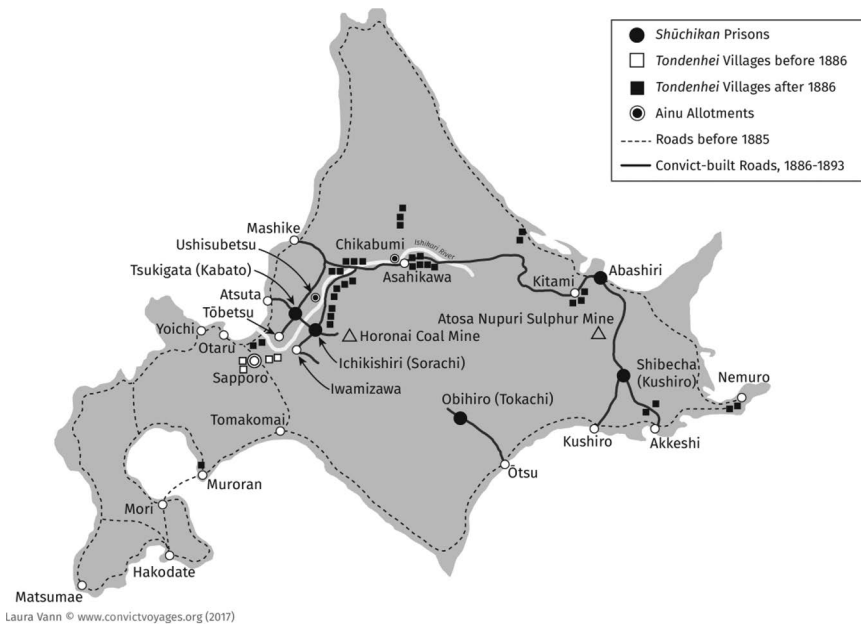 Shūchikan Prisons
Tondenhei Villages before 1886
Tondenhei Villages after 1886
Ainu Allotments
Roads before 1885
Convict-built Roads, 1886-1893
Mashike
Ushisubetsu
Chikabumi
Ishikari River
Tsukigata (Kabato)
Asahikawa
Atsuta
Kitami
Abashiri
Tōbetsu
Yoichi
Otaru
Atosa Nupuri Sulphur Mine
Horonai Coal Mine
Ichikishiri (Sorachi)
Sapporo
Iwamizawa
Shibecha
(Kushiro)
Nemuro
Obihiro (Tokachi)
Tomakomai
Kushiro
Akkeshi
Ōtsu
Muroran
Mori
Hakodate
Matsumae
Laura Vann © www.convictvoyages.org (2017)